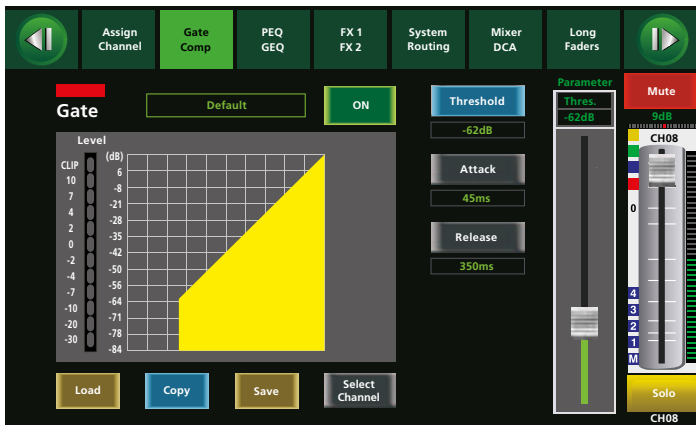 Assign
Channel
Gate
Comp
PEQ
GEQ
FX 1
FX 2
System
Routing
Mixer
DCA
Long
Faders
Gate
Default
ON
Threshold
-62dB
Attack
45ms
Release
350ms
Parameter
Thres.
-62dB
Mute
9dB
CH08
0
4
3
2
1
M
Solo
CH08
Level
CLIP
10
7
4
2
0
-2
-4
-7
-10
-20
-30
(dB)
6
-8
-21
-28
-35
-42
-50
-56
-64
-71
-78
-84
Load
Copy
Save
Select
Channel